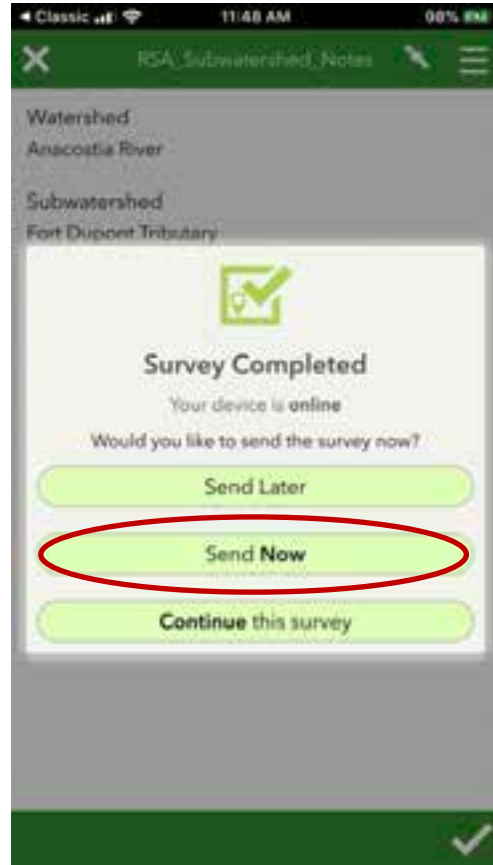 Classic 11:48 AM 98%
RSA_Subwatershed_Notes
Watershed
Anacostia River
Subwatershed
Fort Dupont Tributary
Survey Completed
Your device is online
Would you like to send the survey now?
Send Later
Send Now
Continue this survey